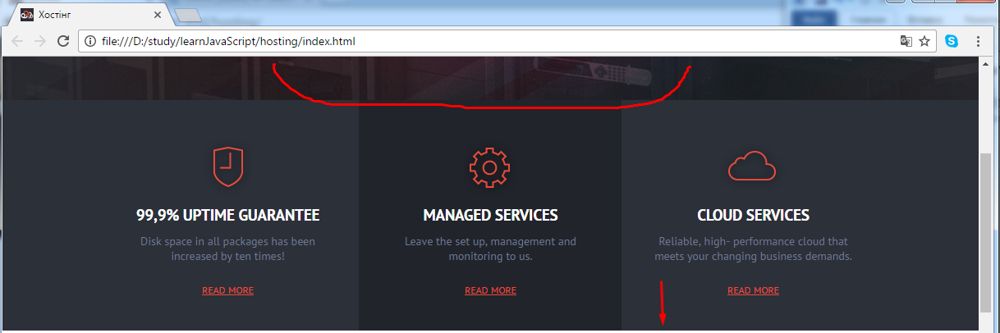 Хостінг
file:///D:/study/learnJavaScript/hosting/index.html
99,9% UPTIME GUARANTEE
Disk space in all packages has been
increased by ten times!
READ MORE
MANAGED SERVICES
Leave the set up, management and
monitoring to us.
READ MORE
CLOUD SERVICES
Reliable, high- performance cloud that
meets your changing business demands.
READ MORE